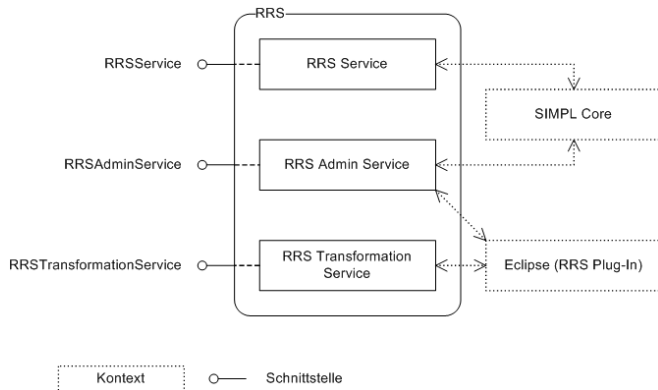 RRS
RRSService
RRS Service
SIMPL Core
RRSAdminService
RRS Admin Service
RRSTransformationService
RRS Transformation
Service
Eclipse (RRS Plug-In)
Kontext
Schnittstelle